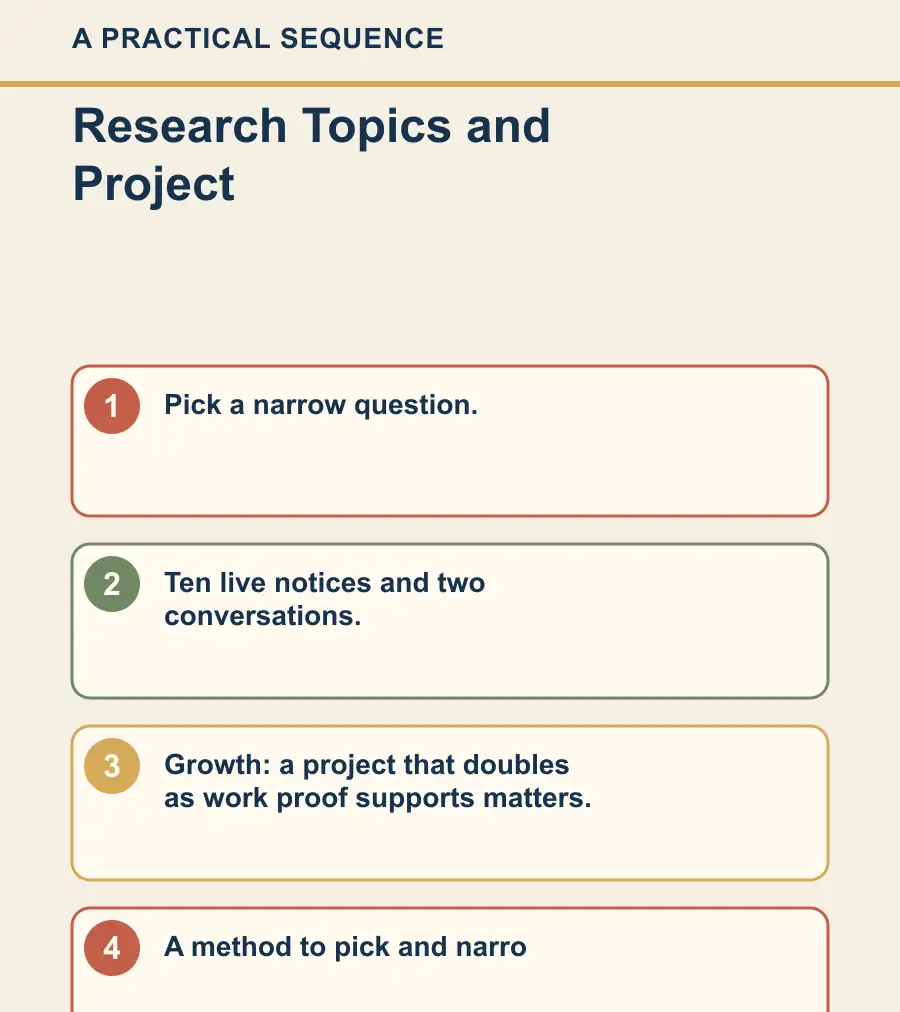 A PRACTICAL SEQUENCE
Research Topics and
Project
1
Pick a narrow question.
2
Ten live notices and two
conversations.
3
Growth: a project that doubles
as work proof supports matters.
4
A method to pick and narro